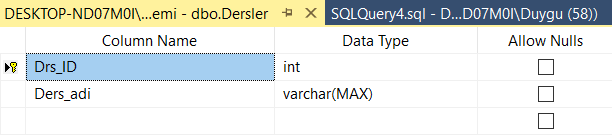 DESKTOP-ND07M0I\...emi - dbo.Dersler SQLQuery4.sql - D...D07M0I\Duygu (58))
Column Name Data Type Allow Nulls
Drs_ID int
Ders_adi varchar(MAX)